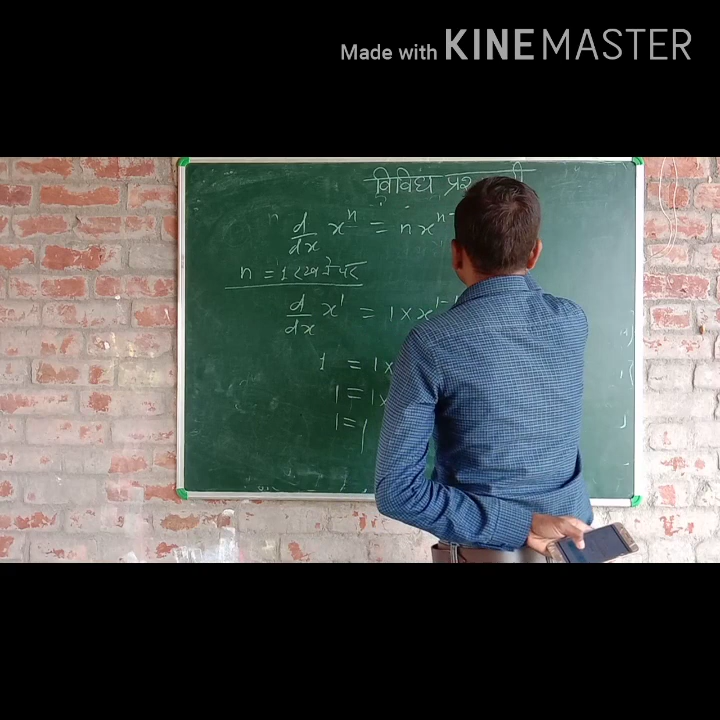 Made with KINEMASTER
विविध प्रश
n
d/dx xⁿ = n xⁿ⁻
n = 1 रखने पर
d/dx x¹ = 1 × x¹⁻¹
1 = 1 ×
1 = 1 ×
1 = 1